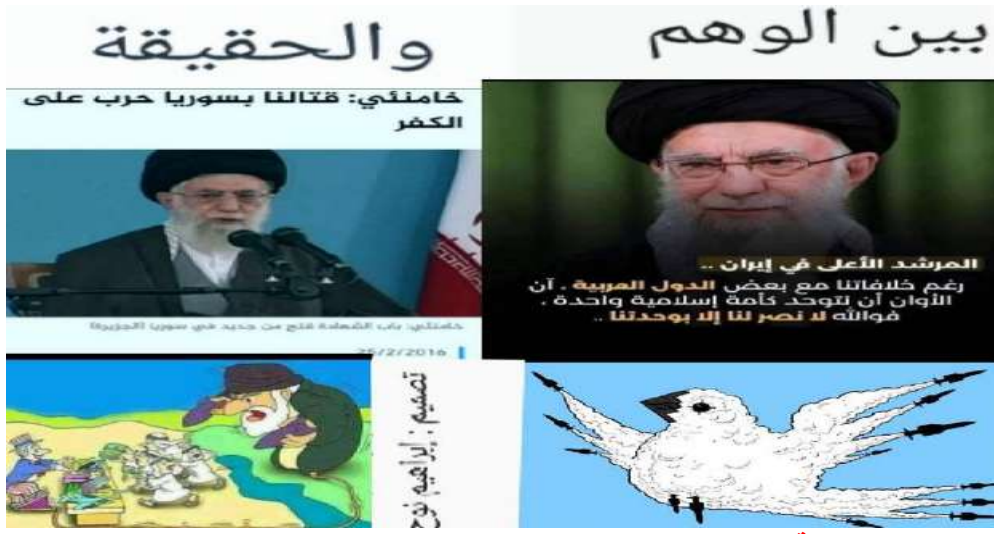 بين الوهم
والحقيقة
المرشد الأعلى في إيران ..
رغم خلافاتنا مع بعض الدول العربية . آن
الأوان أن نتوحد كأمة إسلامية واحدة ،
فوالله لا نصر لنا إلا بوحدتنا ..
خامنئي: قتالنا بسوريا حرب على
الكفر
خامنئي: باب الشهادة فتح من جديد في سوريا (الجزيرة)
25/2/2016
تصميم : إبراهيم نوح